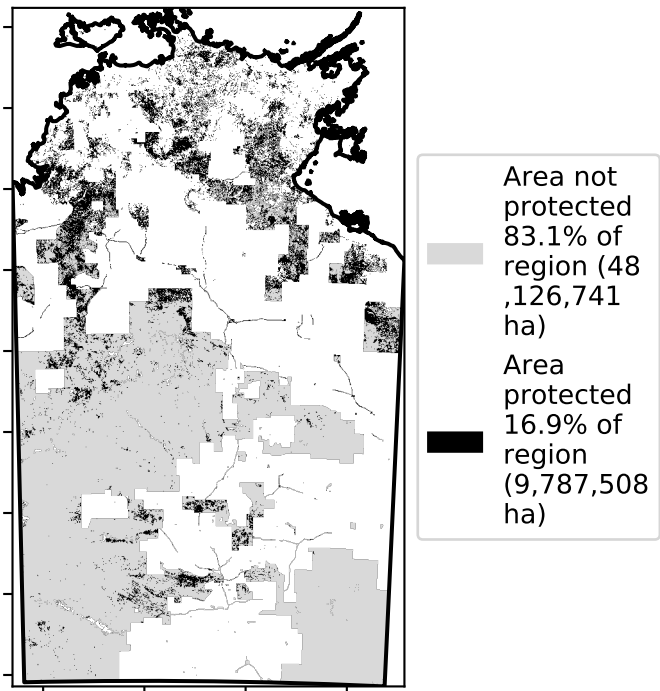 Area not
protected
83.1% of
region (48
,126,741
ha)
Area
protected
16.9% of
region
(9,787,508
ha)